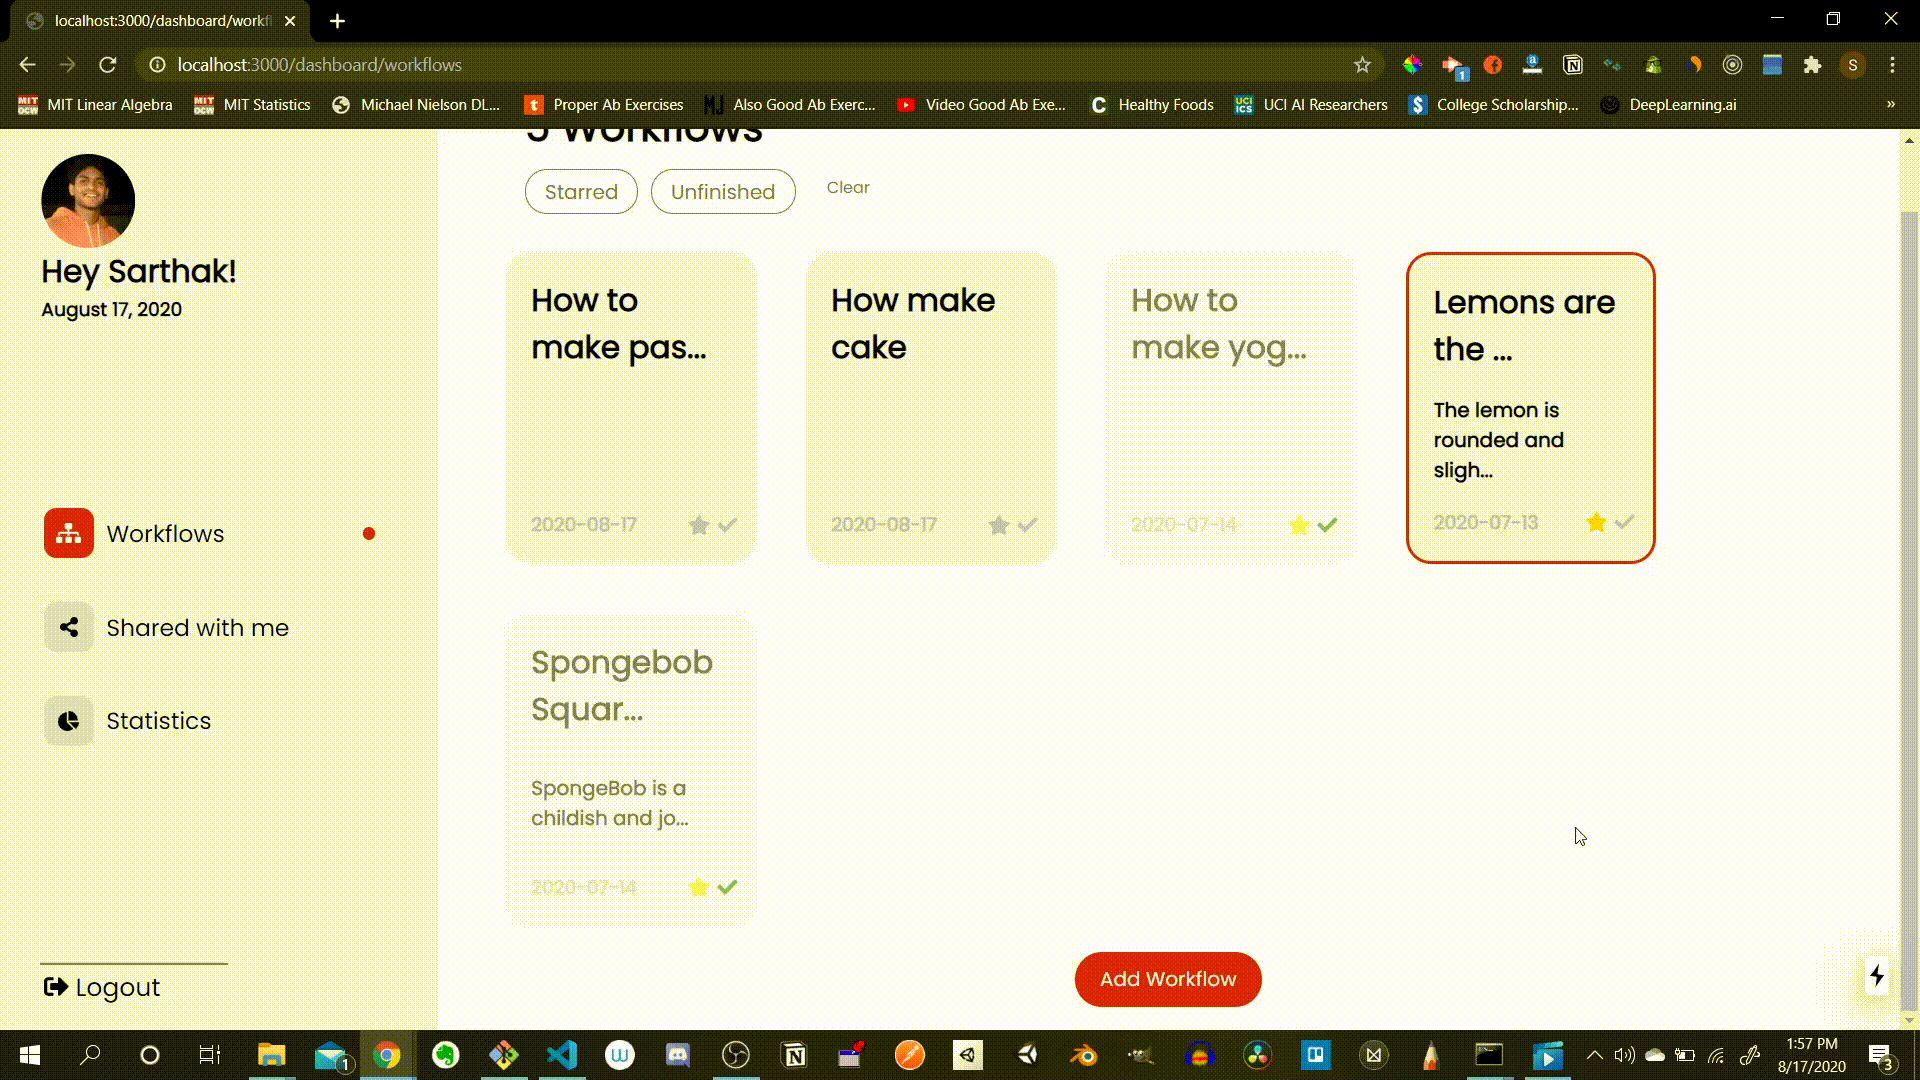 localhost:3000/dashboard/workf
localhost:3000/dashboard/workflows
1
S
MIT Linear Algebra
MIT Statistics
Michael Nielson DL...
Proper Ab Exercises
Also Good Ab Exerc...
Video Good Ab Exe...
Healthy Foods
UCI AI Researchers
College Scholarship...
DeepLearning.ai
»
5 Workflows
Starred
Unfinished
Clear
Hey Sarthak!
August 17, 2020
How to
make pas...
2020-08-17
How make
cake
2020-08-17
How to
make yog...
2020-07-14
Lemons are
the ...
The lemon is
rounded and
sligh...
2020-07-13
Workflows
Shared with me
Statistics
Spongebob
Squar...
SpongeBob is a
childish and jo...
2020-07-14
Add Workflow
Logout
1
1:57 PM
8/17/2020
3